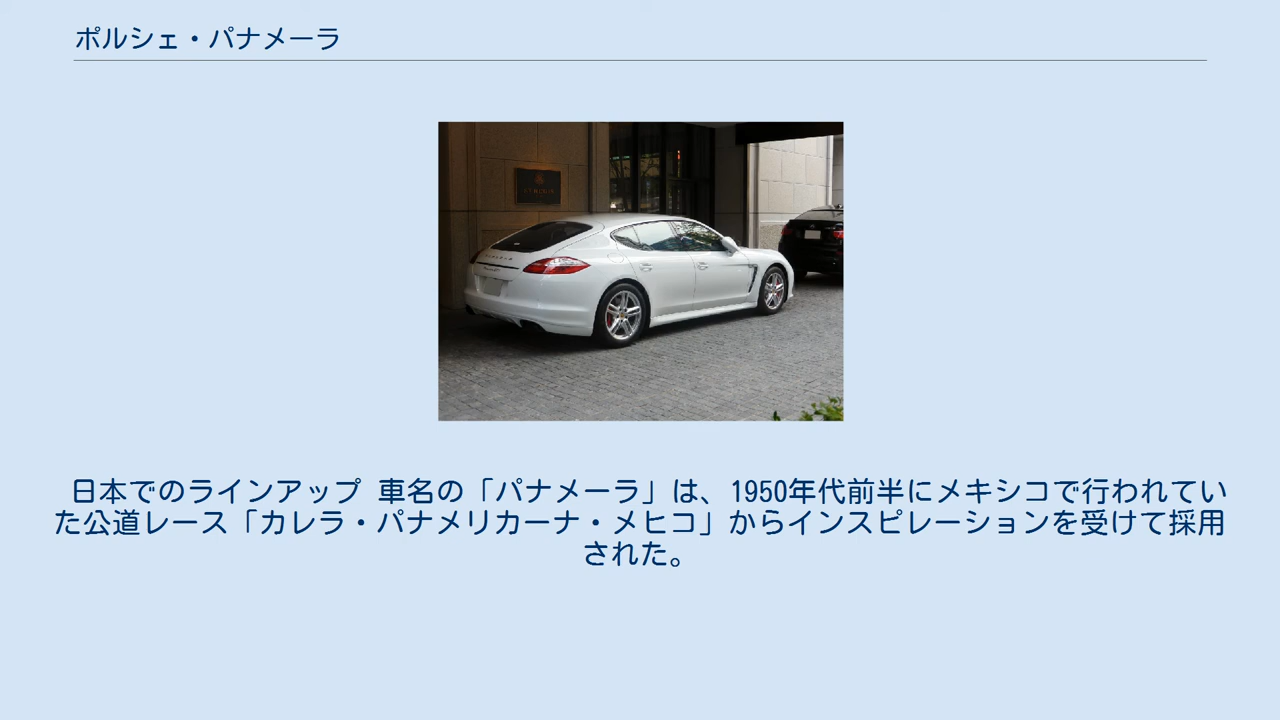 ポルシェ・パナメーラ
日本でのラインアップ 車名の「パナメーラ」は、1950年代前半にメキシコで行われてい
た公道レース「カレラ・パナメリカーナ・メヒコ」からインスピレーションを受けて採用
された。